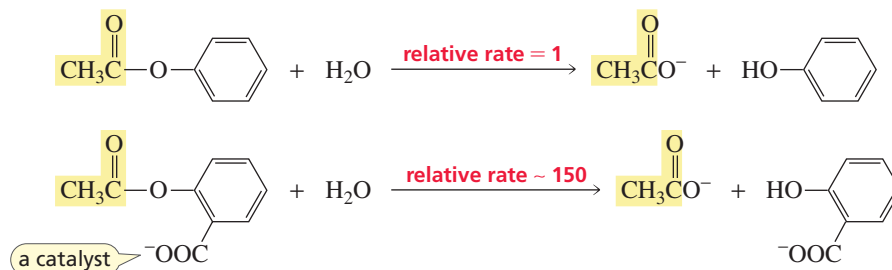 O O
relative rate = 1
CH₃C—O— + H₂O ⟶ CH₃CO⁻ + HO—
O O
relative rate ~ 150
CH₃C—O— + H₂O ⟶ CH₃CO⁻ + HO—
a catalyst ⁻OOC ⁻OOC